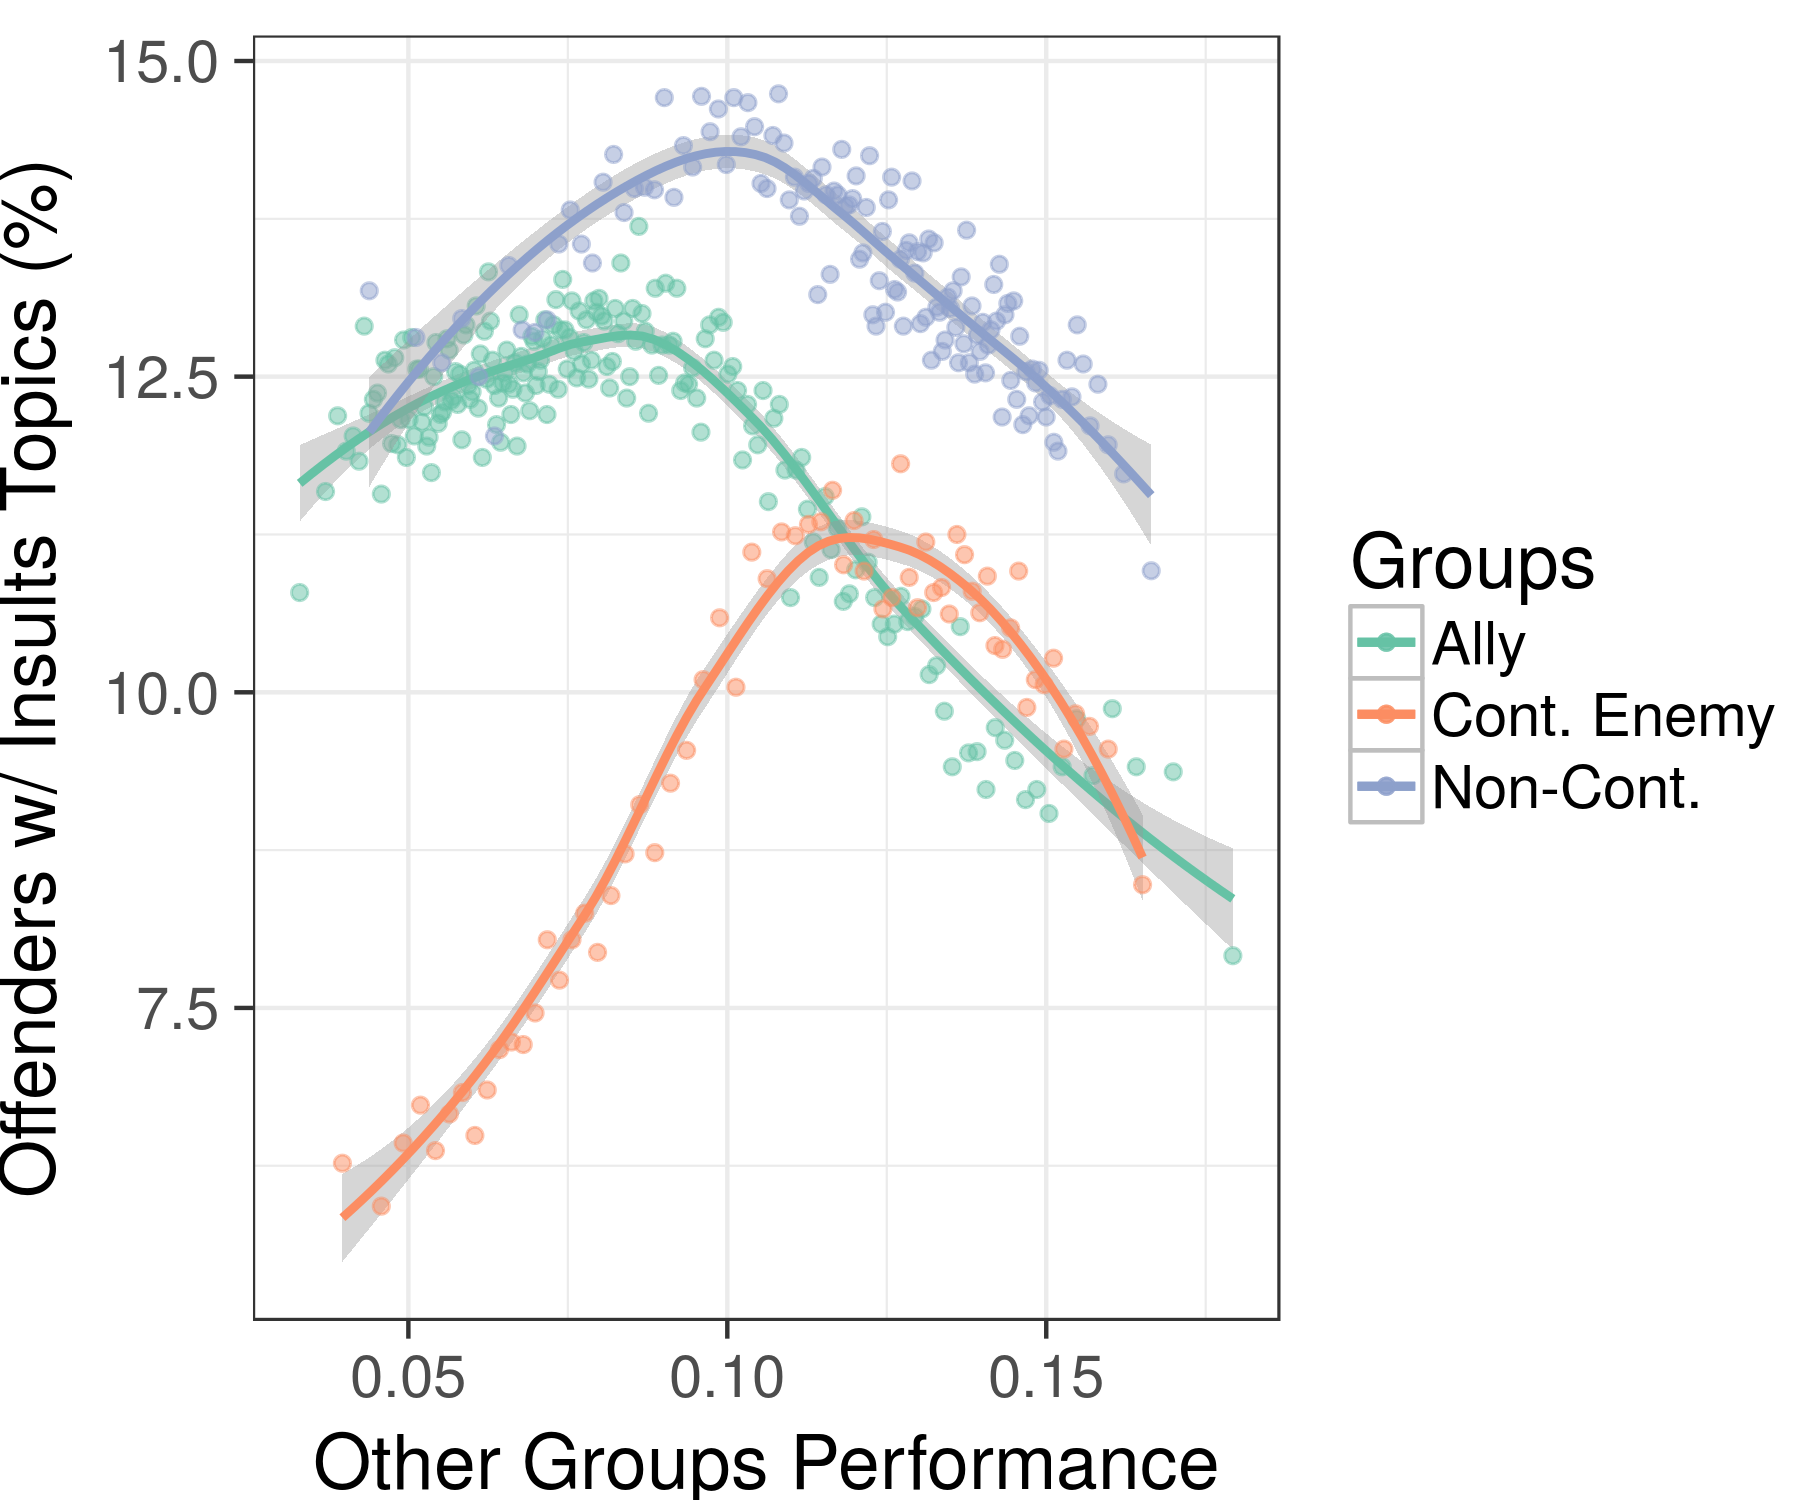 Offenders w/ Insults Topics (%)
15.0
12.5
10.0
7.5
0.05 0.10 0.15
Other Groups Performance
Groups
Ally
Cont. Enemy
Non-Cont.